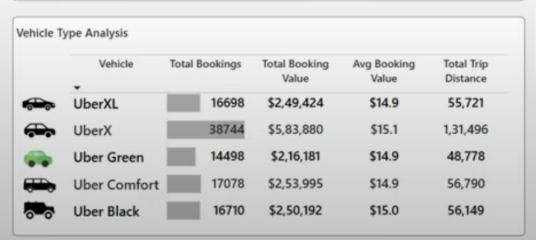 Vehicle Type Analysis
Vehicle Total Bookings Total Booking Value Avg Booking Value Total Trip Distance
UberXL 16698 $2,49,424 $14.9 55,721
UberX 38744 $5,83,880 $15.1 1,31,496
Uber Green 14498 $2,16,181 $14.9 48,778
Uber Comfort 17078 $2,53,995 $14.9 56,790
Uber Black 16710 $2,50,192 $15.0 56,149